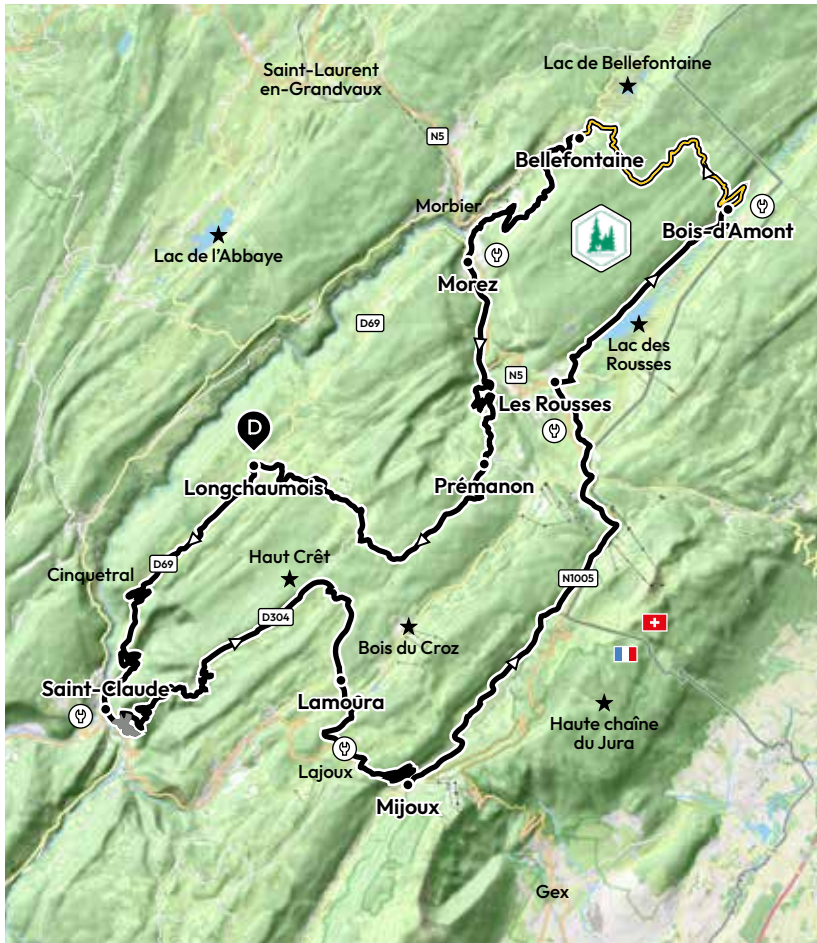 Lac de Bellefontaine
Saint-Laurent
en-Grandvaux
N5
Bellefontaine
Morbier
Bois-d'Amont
Lac de l'Abbaye
Morez
D69
Lac des
Rousses
N5
Les Rousses
D
Longchaumois
Prémanon
Haut Crêt
D69
Cinquetral
N1005
D304
Bois du Croz
Saint-Claude
Lamoûra
Haute chaîne
du Jura
Lajoux
Mijoux
Gex